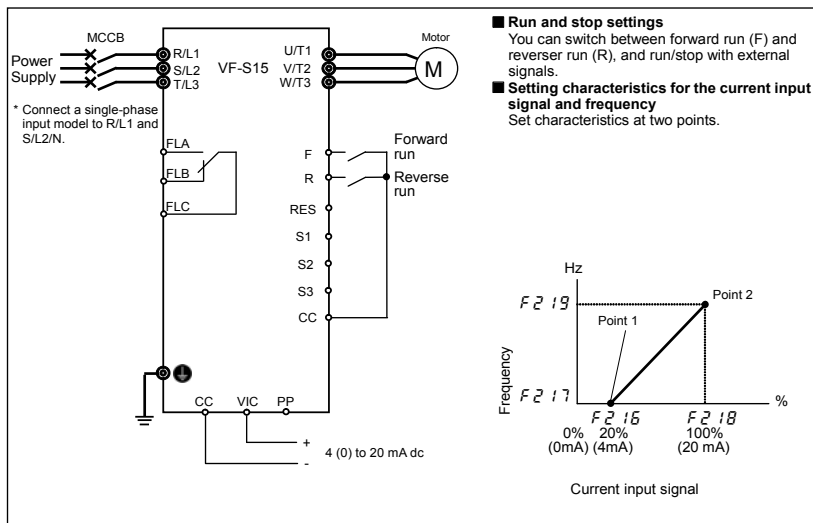 MCCB
Power
Supply
R/L1
S/L2
T/L3
VF-S15
U/T1
V/T2
W/T3
Motor
M
* Connect a single-phase
input model to R/L1 and
S/L2/N.
FLA
FLB
FLC
F
R
RES
S1
S2
S3
CC
Forward
run
Reverse
run
CC
VIC
PP
+
-
4 (0) to 20 mA dc
■ Run and stop settings
You can switch between forward run (F) and
reverser run (R), and run/stop with external
signals.
■ Setting characteristics for the current input
signal and frequency
Set characteristics at two points.
Hz
F219
Point 2
Point 1
Frequency
F217
%
F216
F218
0%
20%
100%
(0mA)
(4mA)
(20 mA)
Current input signal